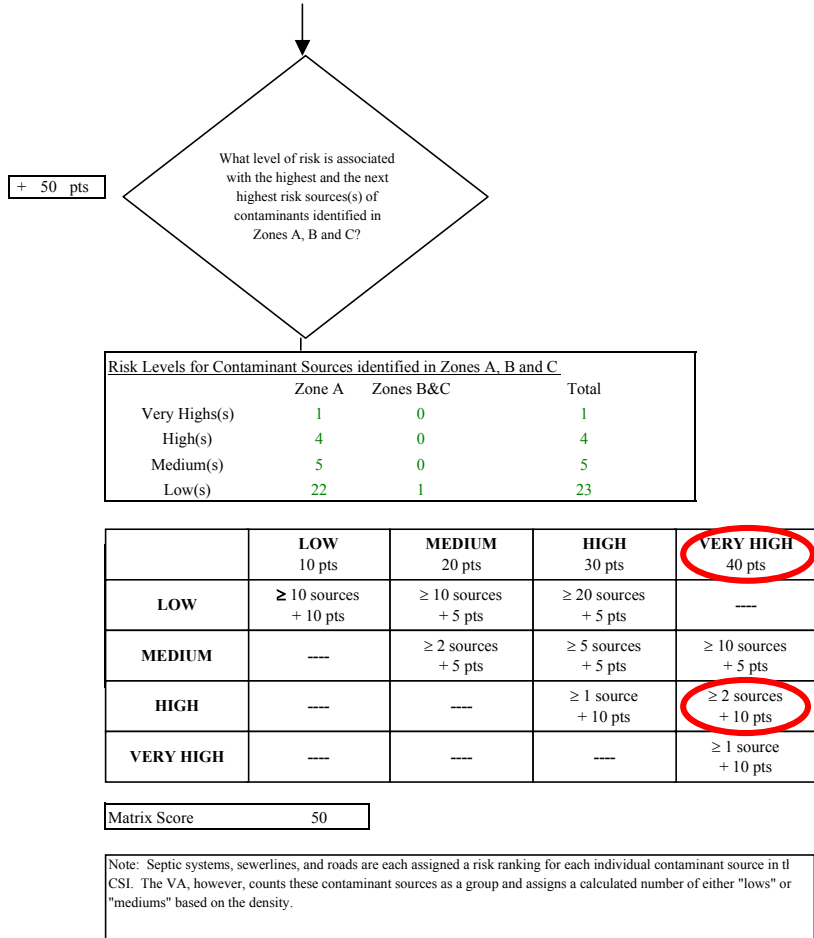 What level of risk is associated
with the highest and the next
highest risk sources(s) of
contaminants identified in
Zones A, B and C?
+ 50 pts
Risk Levels for Contaminant Sources identified in Zones A, B and C
Zone A Zones B&C Total
Very Highs(s) 1 0 1
High(s) 4 0 4
Medium(s) 5 0 5
Low(s) 22 1 23
LOW MEDIUM HIGH VERY HIGH
10 pts 20 pts 30 pts 40 pts
LOW ≥ 10 sources + 10 pts ≥ 10 sources + 5 pts ≥ 20 sources + 5 pts ----
MEDIUM ---- ≥ 2 sources + 5 pts ≥ 5 sources + 5 pts ≥ 10 sources + 5 pts
HIGH ---- ---- ≥ 1 source + 10 pts ≥ 2 sources + 10 pts
VERY HIGH ---- ---- ---- ≥ 1 source + 10 pts
Matrix Score 50
Note: Septic systems, sewerlines, and roads are each assigned a risk ranking for each individual contaminant source in
CSI. The VA, however, counts these contaminant sources as a group and assigns a calculated number of either "lows" or
"mediums" based on the density.